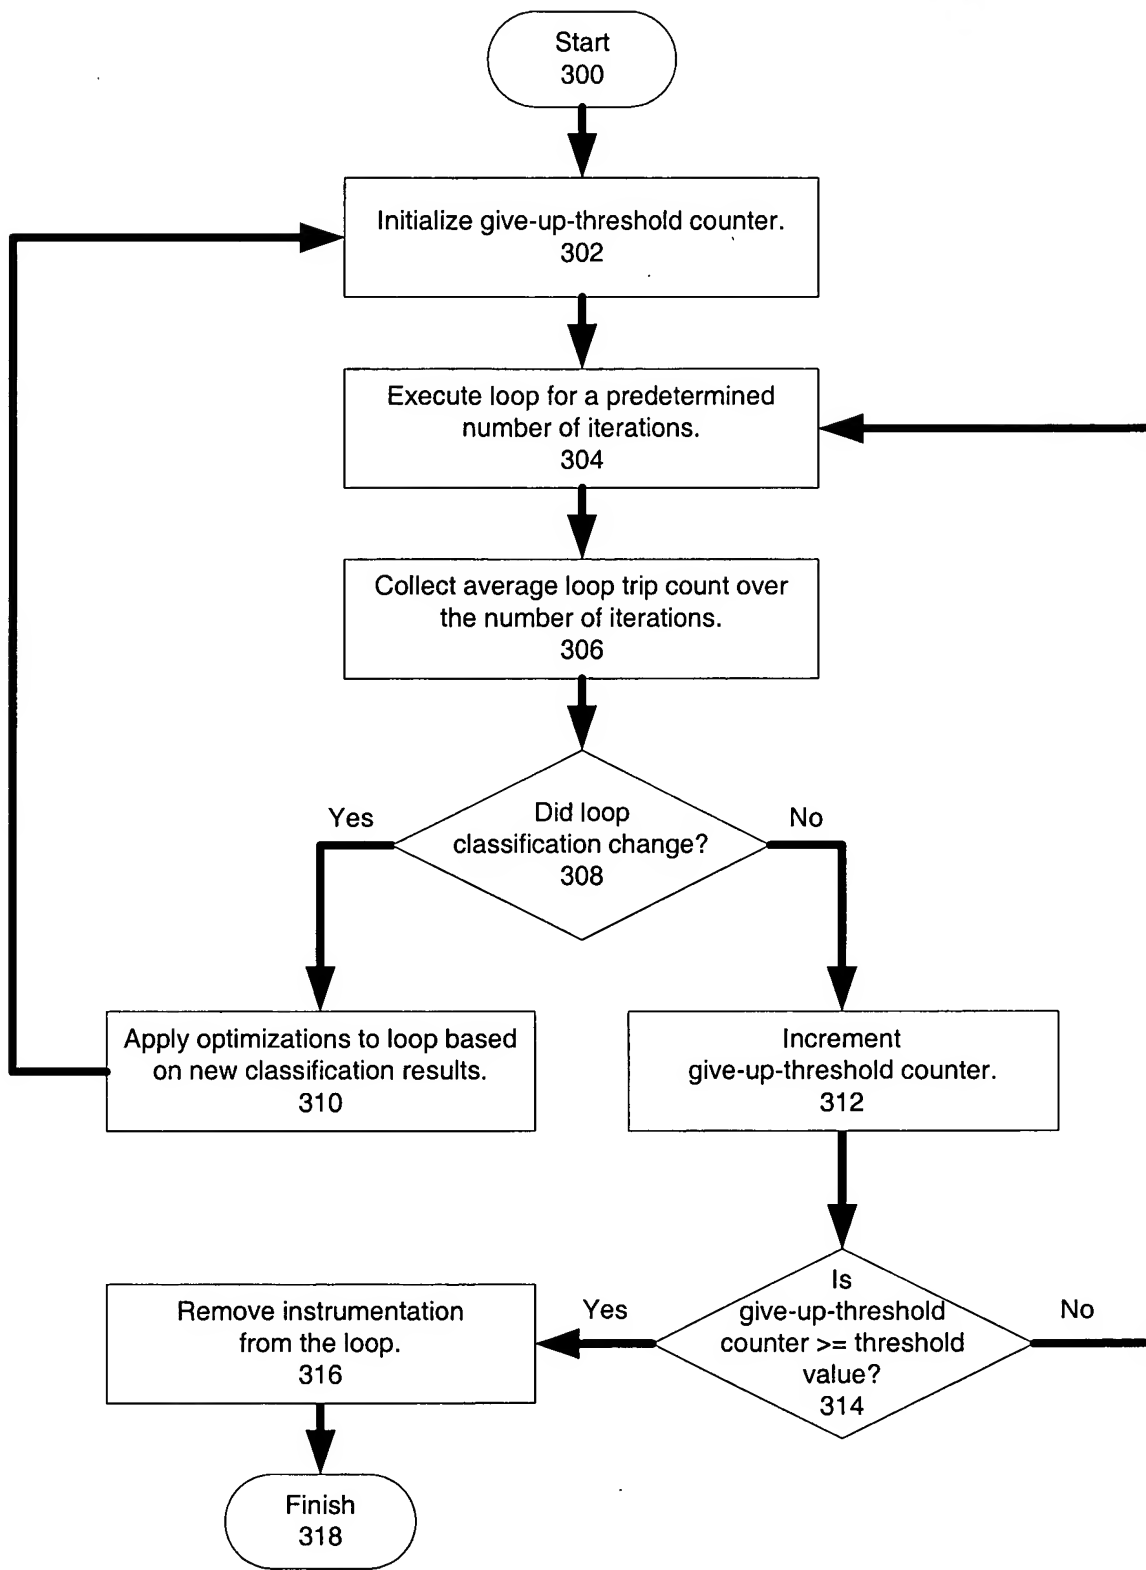 Start
300
Initialize give-up-threshold counter.
302
Execute loop for a predetermined
number of iterations.
304
Collect average loop trip count over
the number of iterations.
306
Did loop
classification change?
308
Yes
No
Apply optimizations to loop based
on new classification results.
310
Increment
give-up-threshold counter.
312
Is
give-up-threshold
counter >= threshold
value?
314
Yes
No
Remove instrumentation
from the loop.
316
Finish
318